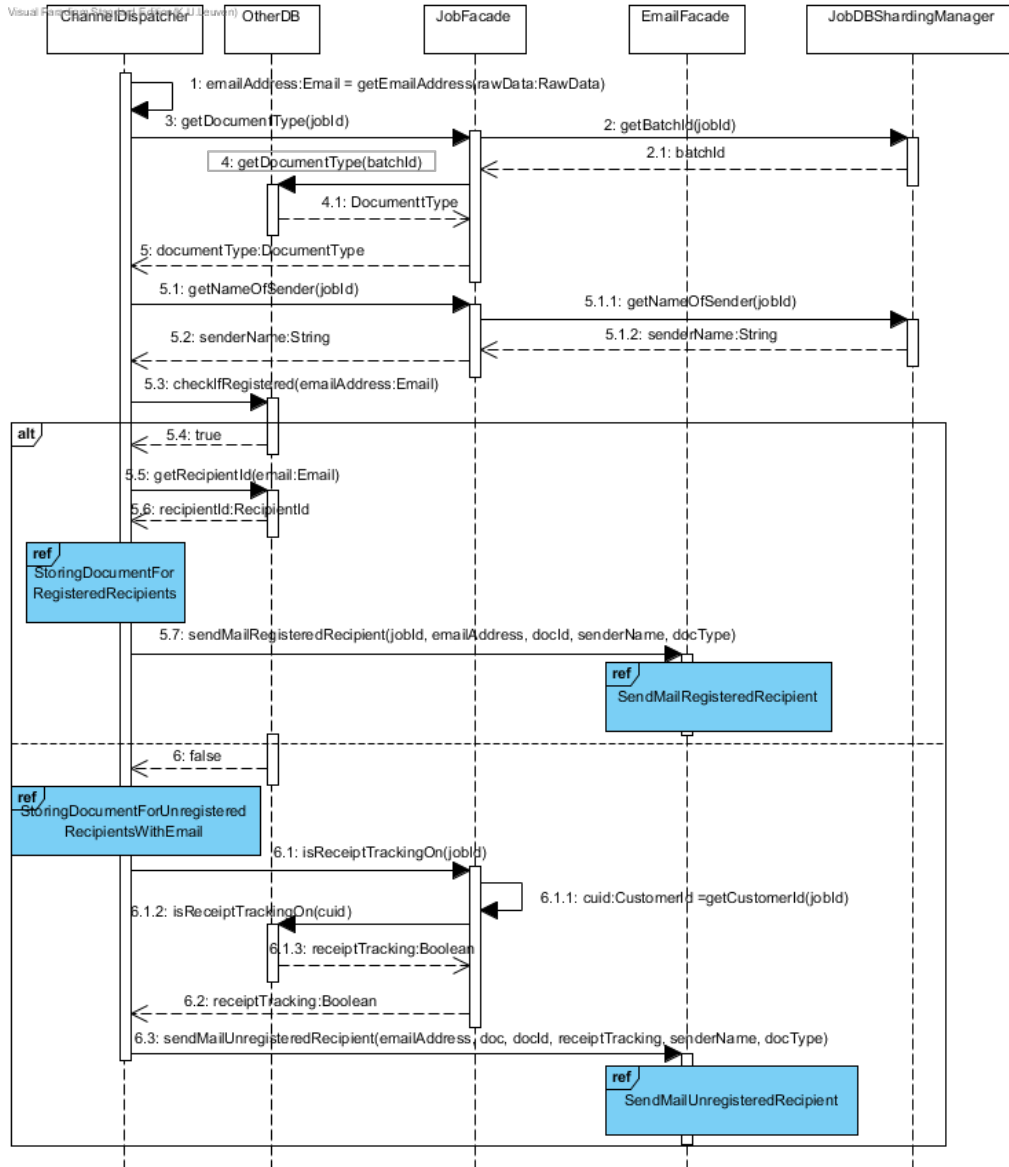 Visual Paradigm Standard Edition(K.U.Leuven)
ChannelDispatcher
OtherDB
JobFacade
EmailFacade
JobDBShardingManager
1: emailAddress:Email = getEmailAddress(rawData:RawData)
3: getDocumentType(jobId)
2: getBatchId(jobId)
2.1: batchId
4: getDocumentType(batchId)
4.1: DocumenttType
5: documentType:DocumentType
5.1: getNameOfSender(jobId)
5.1.1: getNameOfSender(jobId)
5.2: senderName:String
5.1.2: senderName:String
5.3: checkIfRegistered(emailAddress:Email)
alt
5.4: true
5.5: getRecipientId(email:Email)
5.6: recipientId:RecipientId
ref
StoringDocumentFor
RegisteredRecipients
5.7: sendMailRegisteredRecipient(jobId, emailAddress, docId, senderName, docType)
ref
SendMailRegisteredRecipient
6: false
ref
StoringDocumentForUnregistered
RecipientsWithEmail
6.1: isReceiptTrackingOn(jobId)
6.1.1: cuid:CustomerId =getCustomerId(jobId)
6.1.2: isReceiptTrackingOn(cuid)
6.1.3: receiptTracking:Boolean
6.2: receiptTracking:Boolean
6.3: sendMailUnregisteredRecipient(emailAddress, doc, docId, receiptTracking, senderName, docType)
ref
SendMailUnregisteredRecipient